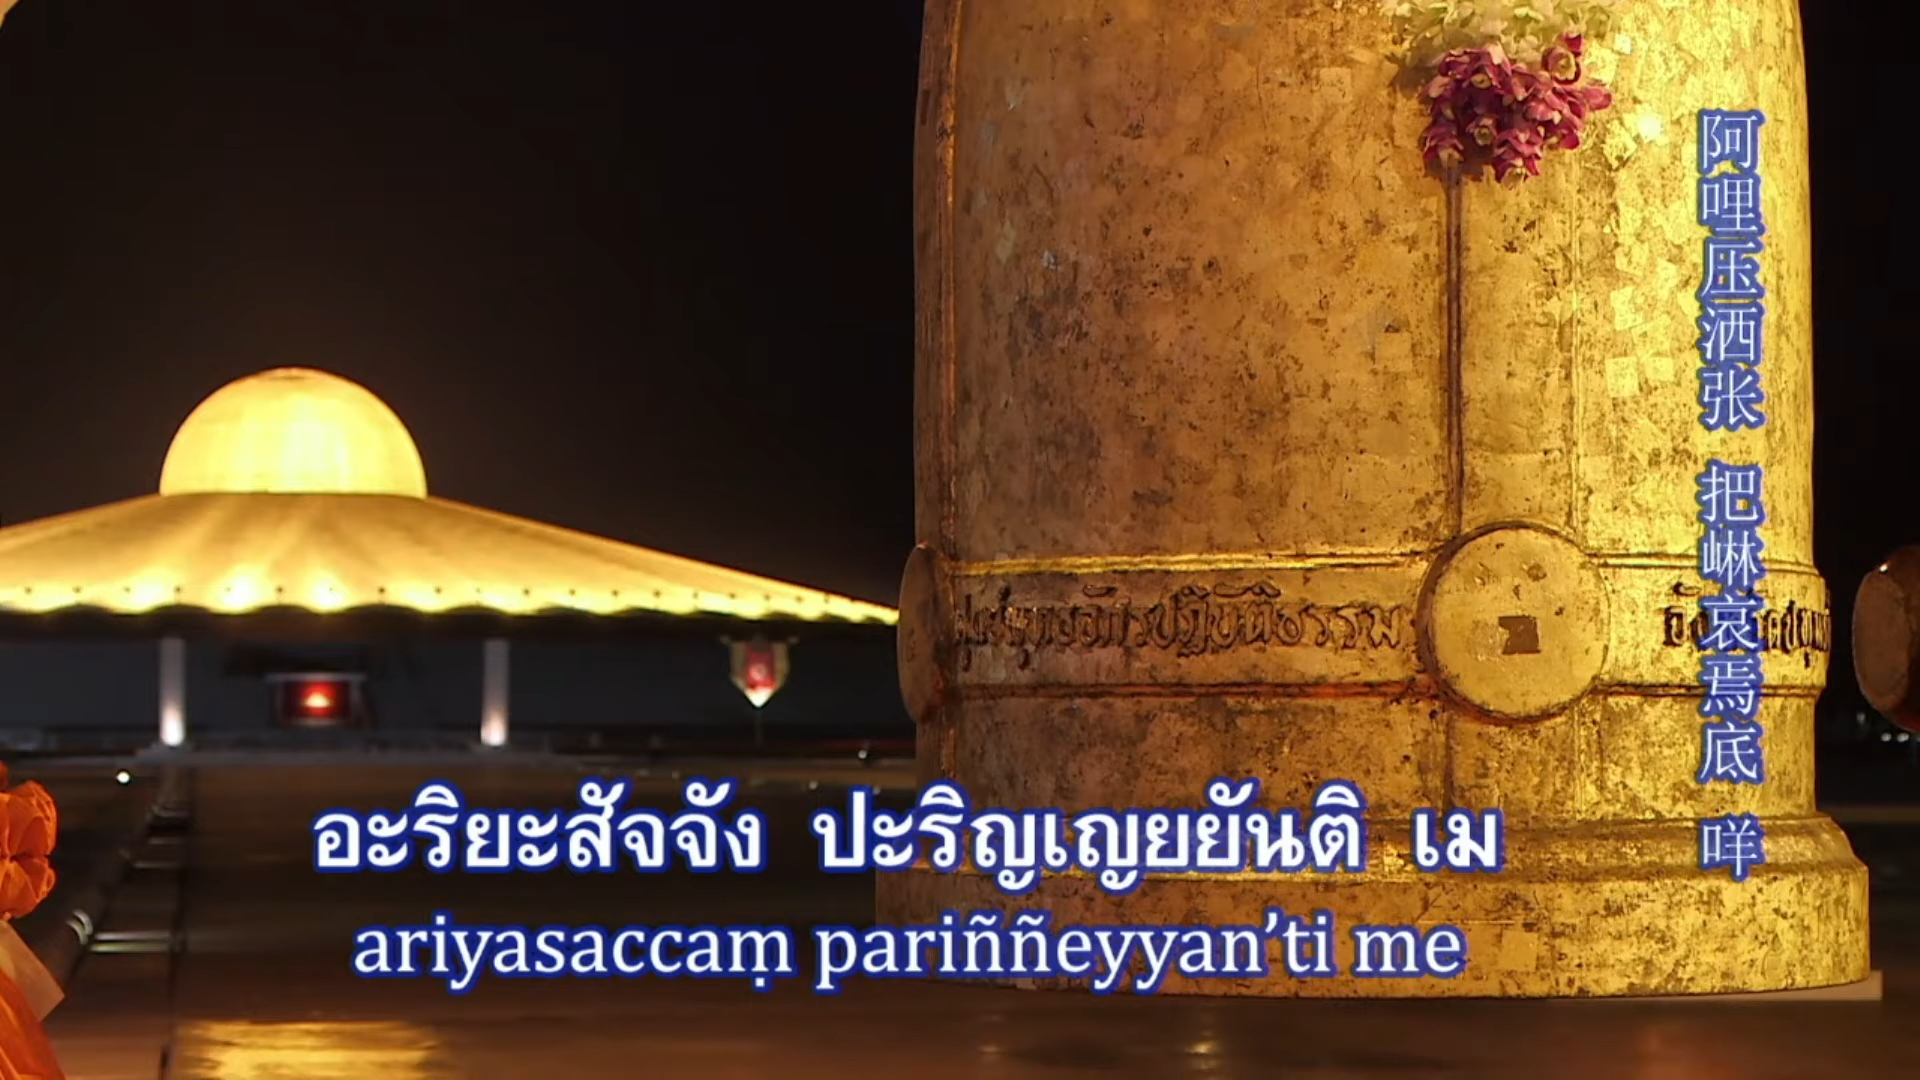 อะริยะสัจจัง ปะริญเญยยันติ เม
ariyasaccaṃ pariññeyyan’ti me
阿哩压洒张 把崊哀焉底 咩